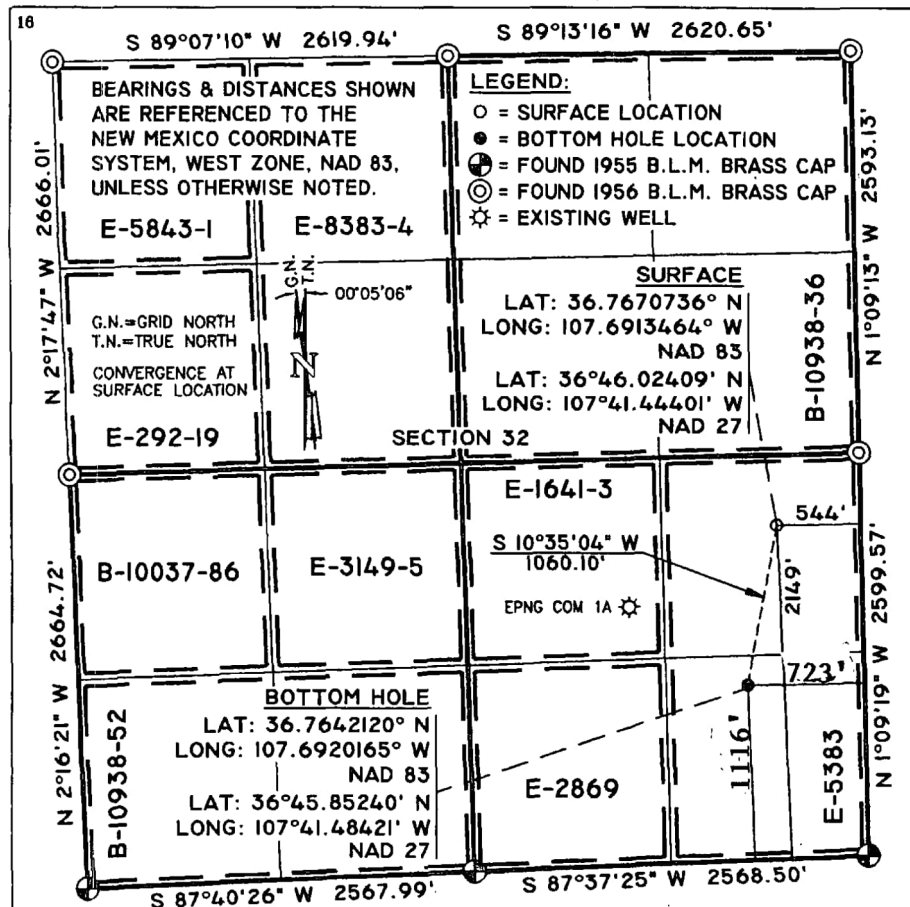 16
S 89°07'10" W 2619.94'
S 89°13'16" W 2620.65'
BEARINGS & DISTANCES SHOWN
ARE REFERENCED TO THE
NEW MEXICO COORDINATE
SYSTEM, WEST ZONE, NAD 83,
UNLESS OTHERWISE NOTED.
LEGEND:
= SURFACE LOCATION
= BOTTOM HOLE LOCATION
= FOUND 1955 B.L.M. BRASS CAP
= FOUND 1956 B.L.M. BRASS CAP
= EXISTING WELL
2666.01'
N 2°17'47" W
2593.13'
N 1°09'13" W
E-5843-1
E-8383-4
G.N.
T.N.
00°05'06"
N
G.N.=GRID NORTH
T.N.=TRUE NORTH
CONVERGENCE AT
SURFACE LOCATION
SURFACE
LAT: 36.7670736° N
LONG: 107.6913464° W
NAD 83
LAT: 36°46.02409' N
LONG: 107°41.44401' W
NAD 27
B-10938-36
E-292-19
SECTION 32
E-1641-3
544'
S 10°35'04" W
1060.10'
2149'
B-10037-86
E-3149-5
EPNG COM 1A
2664.72'
N 2°16'21" W
2599.57'
N 1°09'19" W
723'
1116'
BOTTOM HOLE
LAT: 36.7642120° N
LONG: 107.6920165° W
NAD 83
LAT: 36°45.85240' N
LONG: 107°41.48421' W
NAD 27
B-10938-52
E-2869
E-5383
S 87°40'26" W 2567.99'
S 87°37'25" W 2568.50'